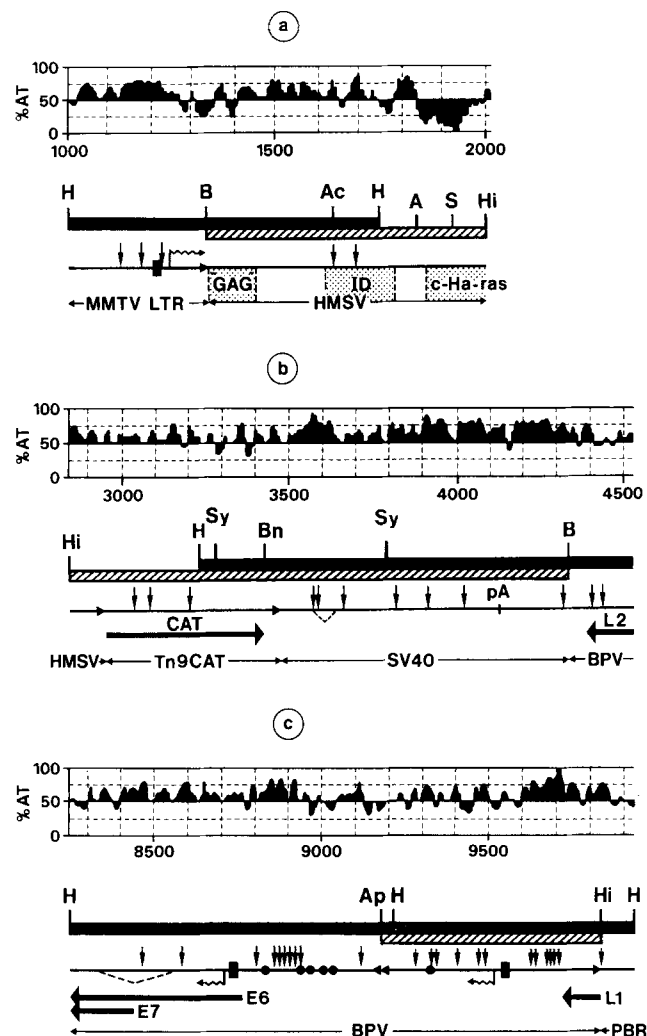 a
%AT
100
50
0
1000 1500 2000
H B Ac H A S Hi
GAG ID c-Ha-ras
MMTV LTR HMSV
b
%AT
100
50
0
3000 3500 4000 4500
Hi H Sy Bn Sy B
pA
CAT L2
HMSV Tn9CAT SV40 BPV
c
%AT
100
50
0
8500 9000 9500
H Ap H Hi H
E6 L1
E7
BPV PBR